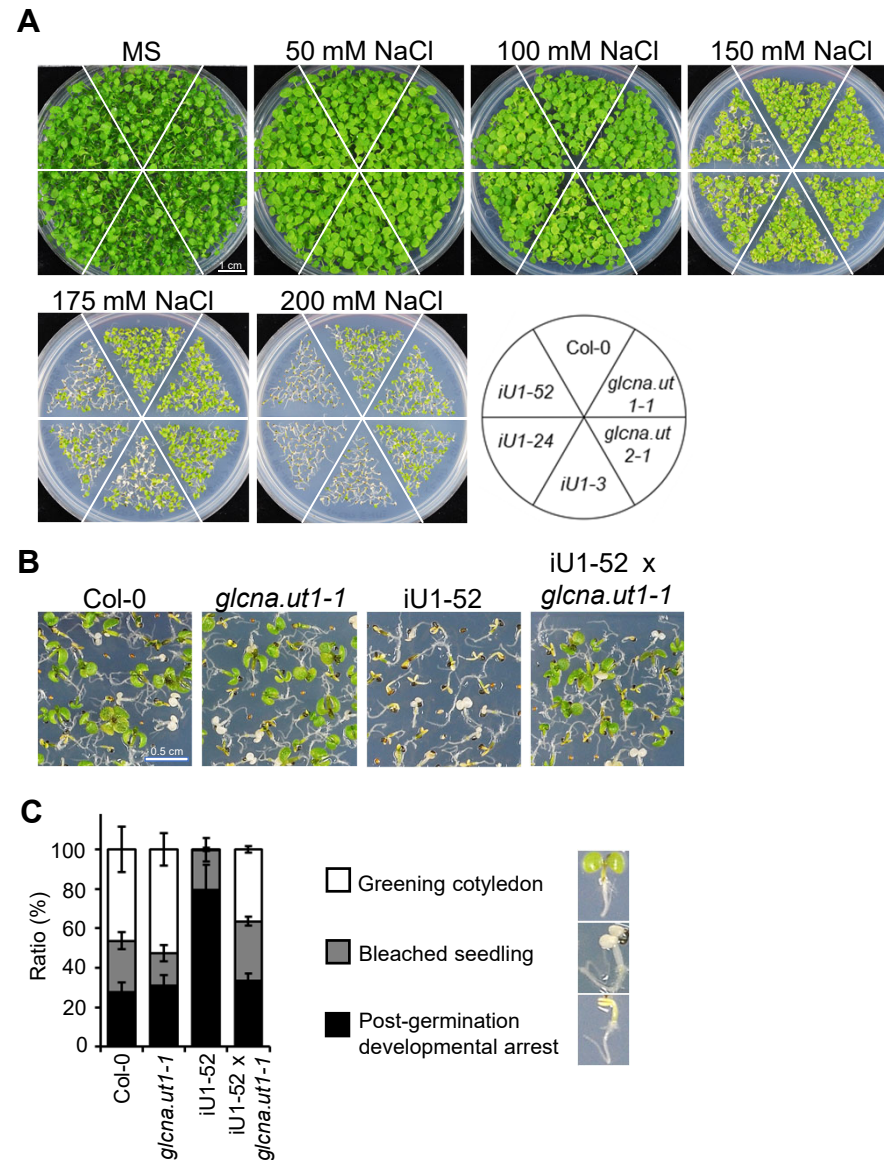 A
MS
50 mM NaCl
100 mM NaCl
150 mM NaCl
1 cm
175 mM NaCl
200 mM NaCl
Col-0
iU1-52
glcna.ut
1-1
iU1-24
glcna.ut
2-1
iU1-3
B
Col-0
glcna.ut1-1
iU1-52
iU1-52 x
glcna.ut1-1
0.5 cm
C
Ratio (%)
100
80
60
40
20
0
Col-0
glcna.ut1-1
iU1-52
iU1-52 x
glcna.ut1-1
Greening cotyledon
Bleached seedling
Post-germination
developmental arrest